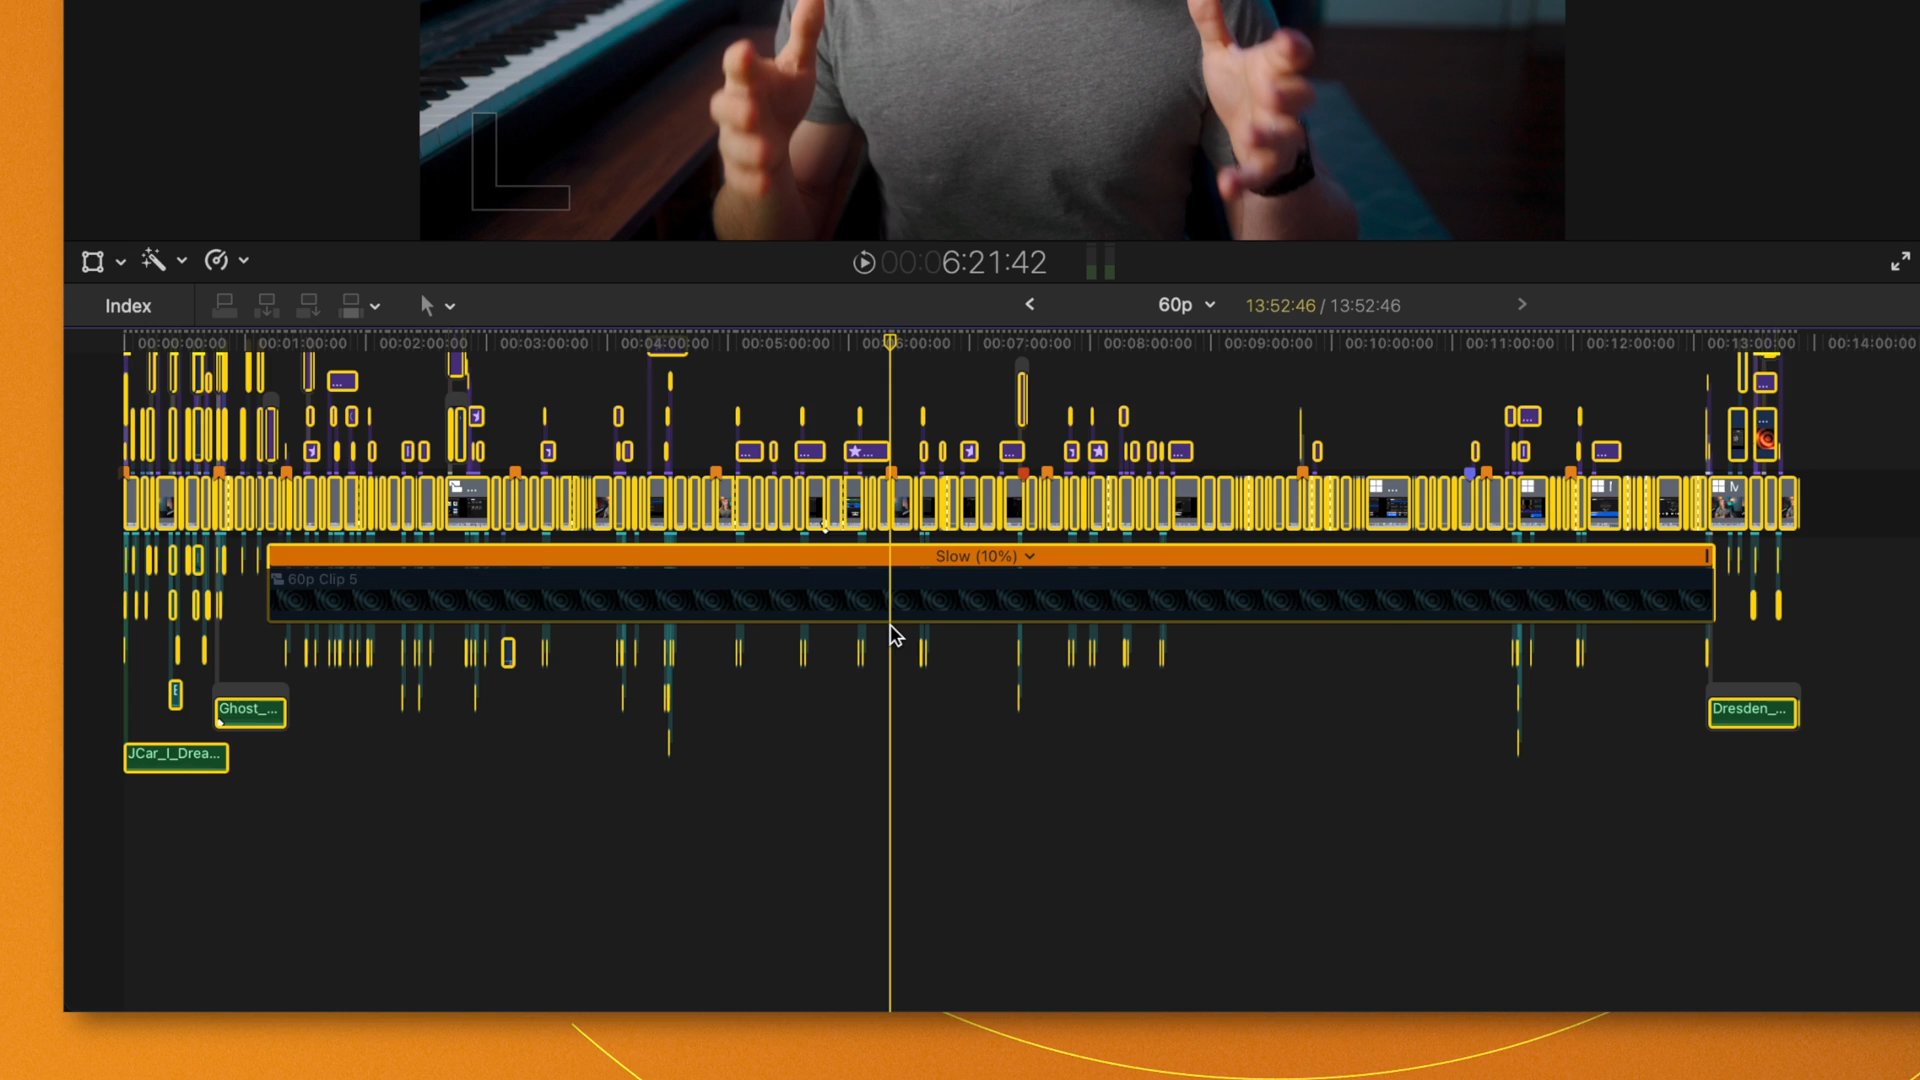 00:06:21:42
Index
60p
13:52:46 / 13:52:46
00:00:00:00
00:01:00:00
00:02:00:00
00:03:00:00
00:04:00:00
00:05:00:00
00:06:00:00
00:07:00:00
00:08:00:00
00:09:00:00
00:10:00:00
00:11:00:00
00:12:00:00
00:13:00:00
00:14:00:00
Slow (10%)
60p Clip 5
Ghost_...
Dresden_...
JCar_I_Drea...